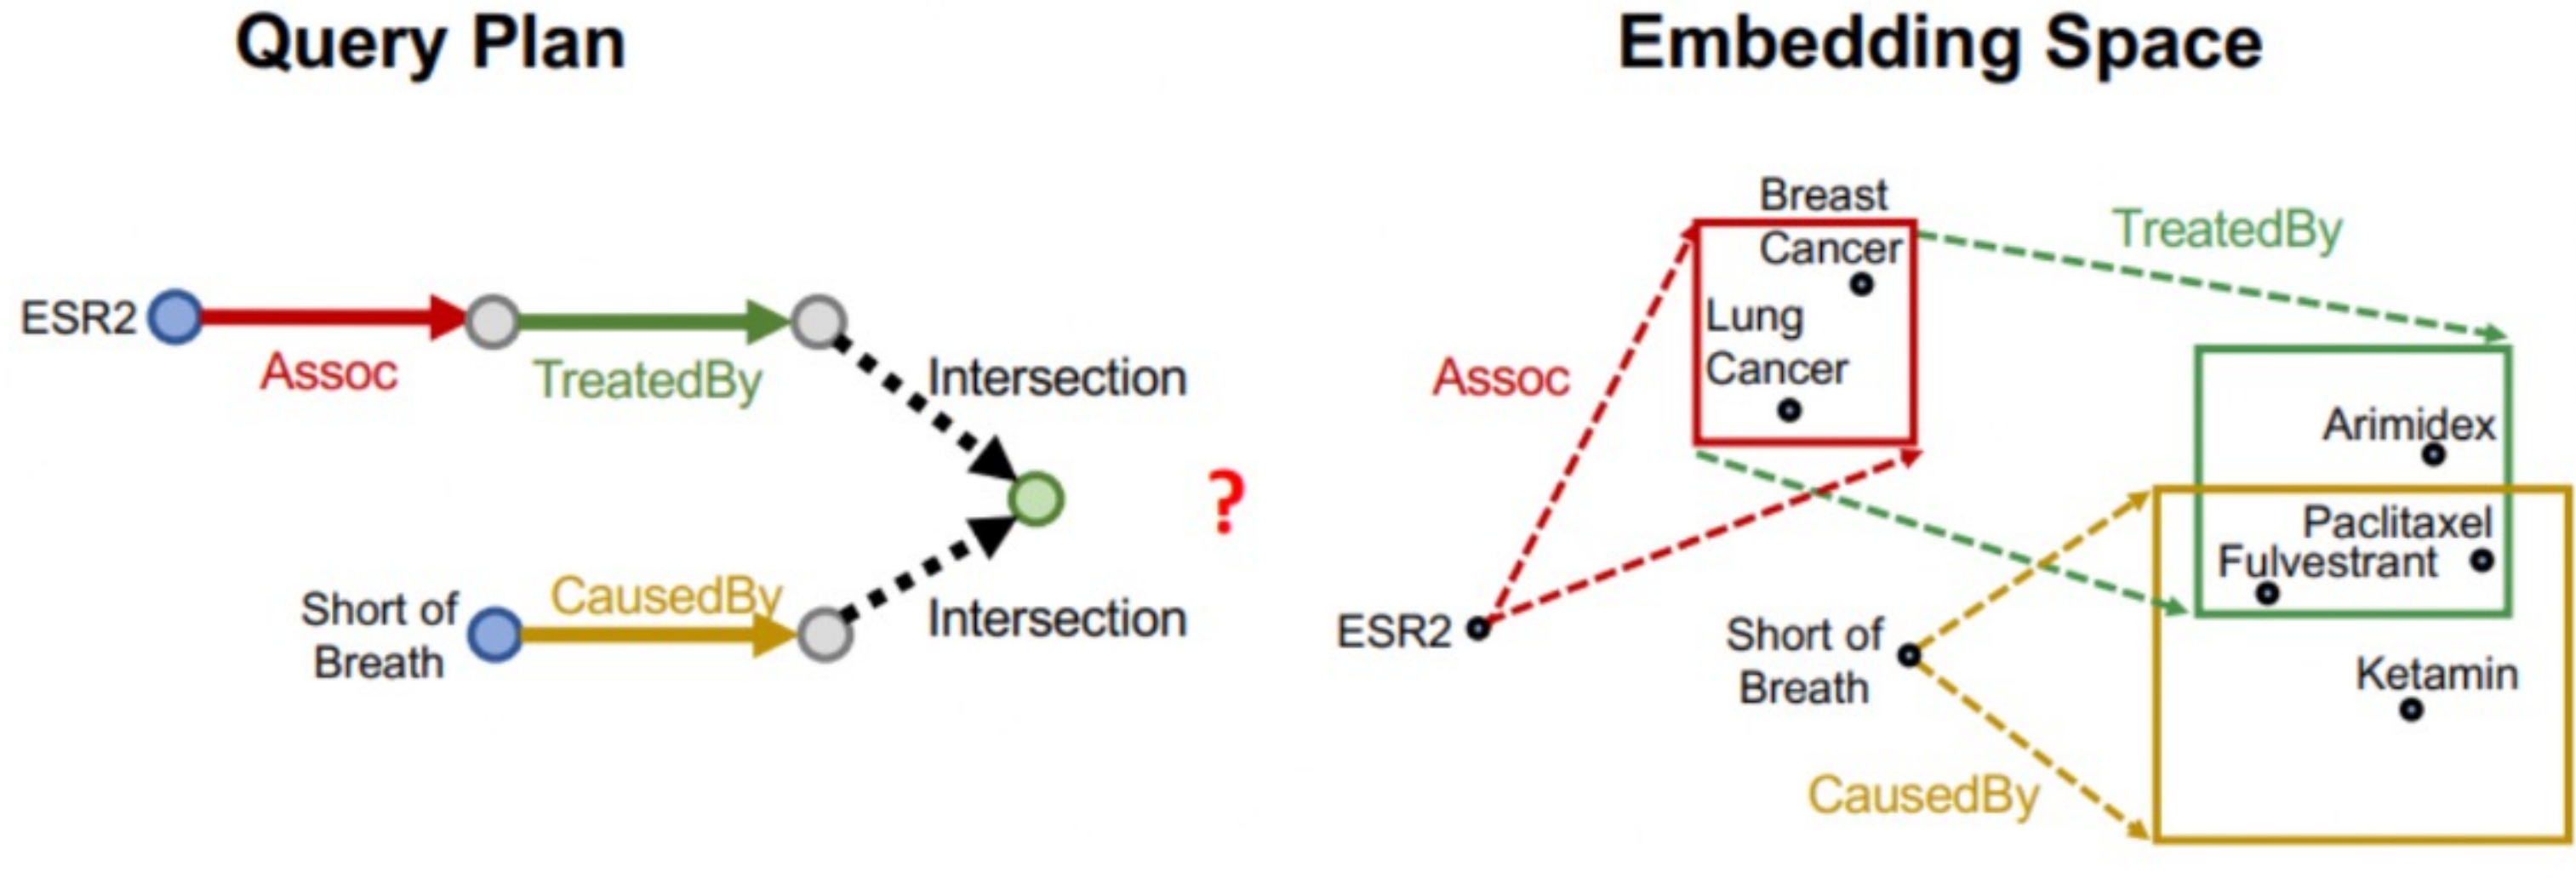 Query Plan
ESR2
Assoc
TreatedBy
Intersection
?
Short of
Breath
CausedBy
Intersection
Embedding Space
Breast
Cancer
Lung
Cancer
TreatedBy
Assoc
Arimidex
Paclitaxel
Fulvestrant
ESR2
Short of
Breath
Ketamin
CausedBy